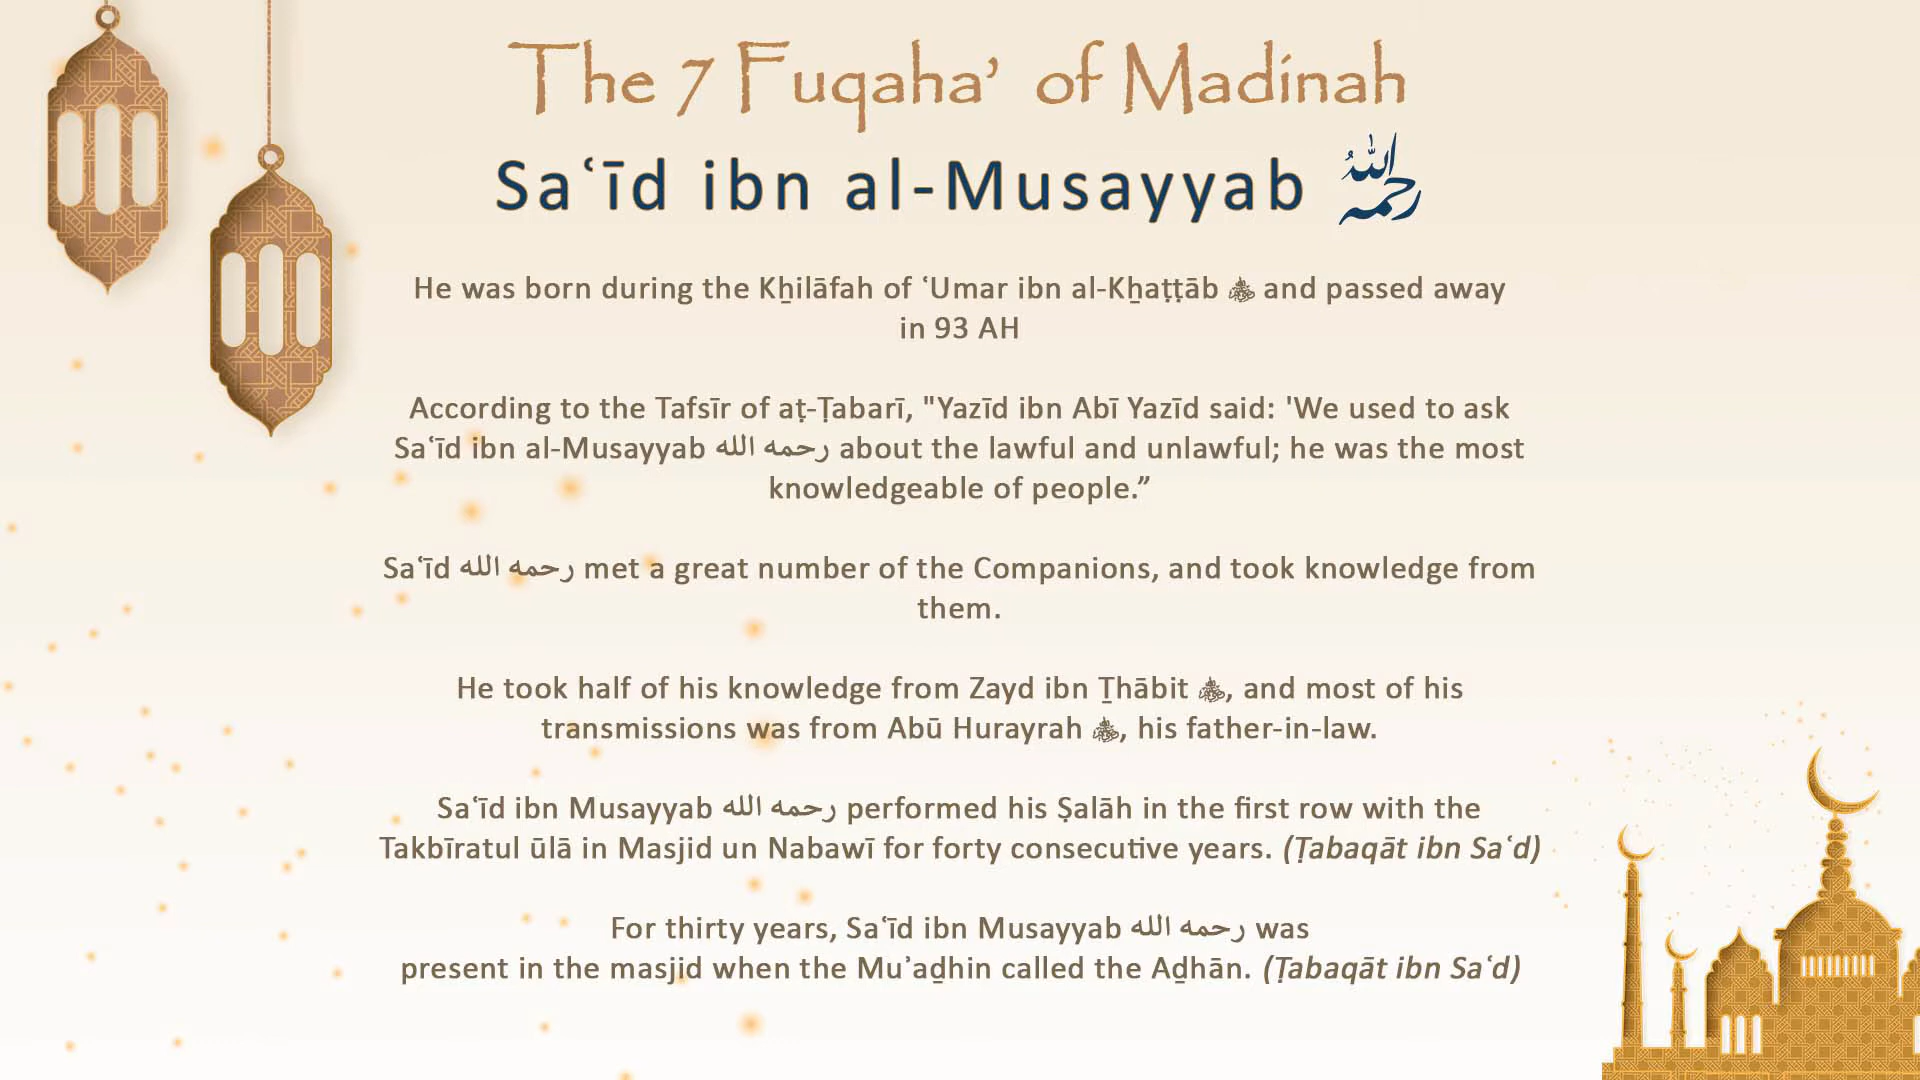 The 7 Fuqaha’ of Madinah
Saʿīd ibn al-Musayyab رحمه اللهُ
He was born during the Kẖilāfah of ʿUmar ibn al-Kẖaṭṭāb and passed away
in 93 AH
According to the Tafsīr of aṭ-Ṭabarī, "Yazīd ibn Abī Yazīd said: 'We used to ask
Saʿīd ibn al-Musayyab رحمه الله about the lawful and unlawful; he was the most
knowledgeable of people.”
Saʿīd رحمه الله met a great number of the Companions, and took knowledge from
them.
He took half of his knowledge from Zayd ibn Ṯhābit , and most of his
transmissions was from Abū Hurayrah , his father-in-law.
Saʿīd ibn Musayyab رحمه الله performed his Ṣalāh in the first row with the
Takbīratul ūlā in Masjid un Nabawī for forty consecutive years. (Ṭabaqāt ibn Saʿd)
For thirty years, Saʿīd ibn Musayyab رحمه الله was
present in the masjid when the Muʾaḏhin called the Aḏhān. (Ṭabaqāt ibn Saʿd)